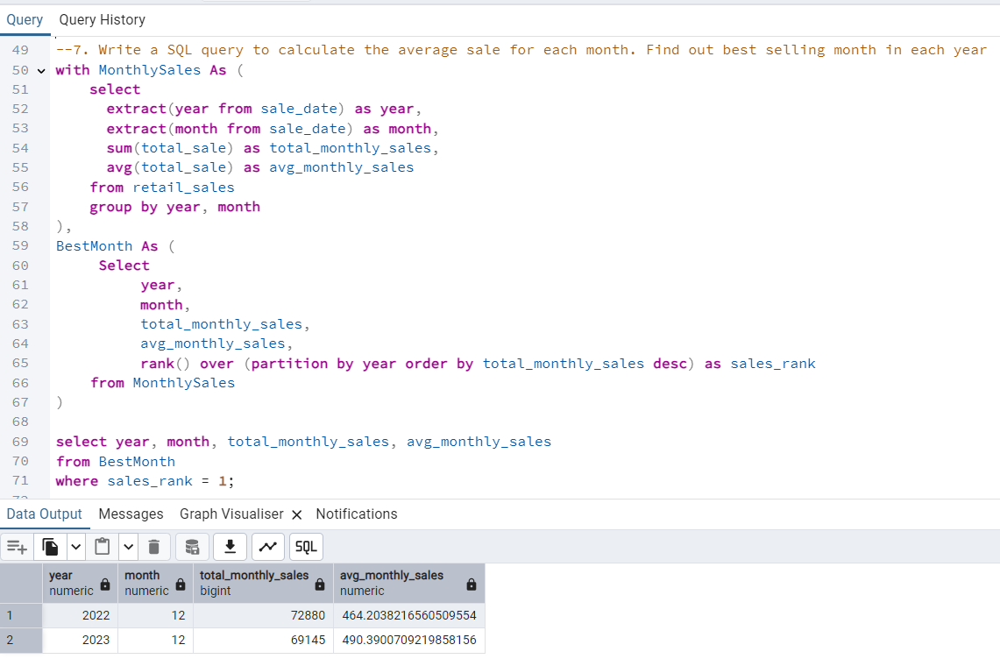 Query Query History
49 --7. Write a SQL query to calculate the average sale for each month. Find out best selling month in each year
50 with MonthlySales As (
51 select
52 extract(year from sale_date) as year,
53 extract(month from sale_date) as month,
54 sum(total_sale) as total_monthly_sales,
55 avg(total_sale) as avg_monthly_sales
56 from retail_sales
57 group by year, month
58 ),
59 BestMonth As (
60 Select
61 year,
62 month,
63 total_monthly_sales,
64 avg_monthly_sales,
65 rank() over (partition by year order by total_monthly_sales desc) as sales_rank
66 from MonthlySales
67 )
68
69 select year, month, total_monthly_sales, avg_monthly_sales
70 from BestMonth
71 where sales_rank = 1;
Data Output Messages Graph Visualiser Notifications
SQL
year month total_monthly_sales avg_monthly_sales
numeric numeric bigint numeric
1 2022 12 72880 464.2038216560509554
2 2023 12 69145 490.3900709219858156